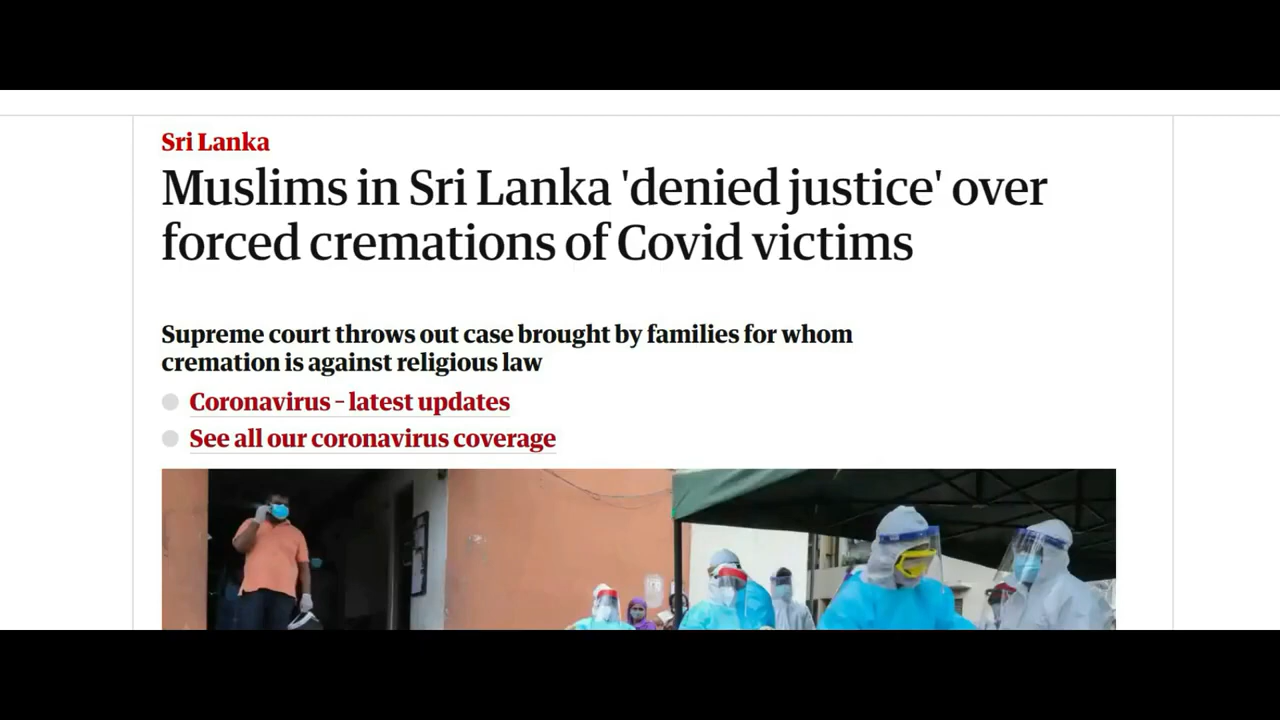 Sri Lanka
Muslims in Sri Lanka 'denied justice' over
forced cremations of Covid victims
Supreme court throws out case brought by families for whom
cremation is against religious law
Coronavirus – latest updates
See all our coronavirus coverage